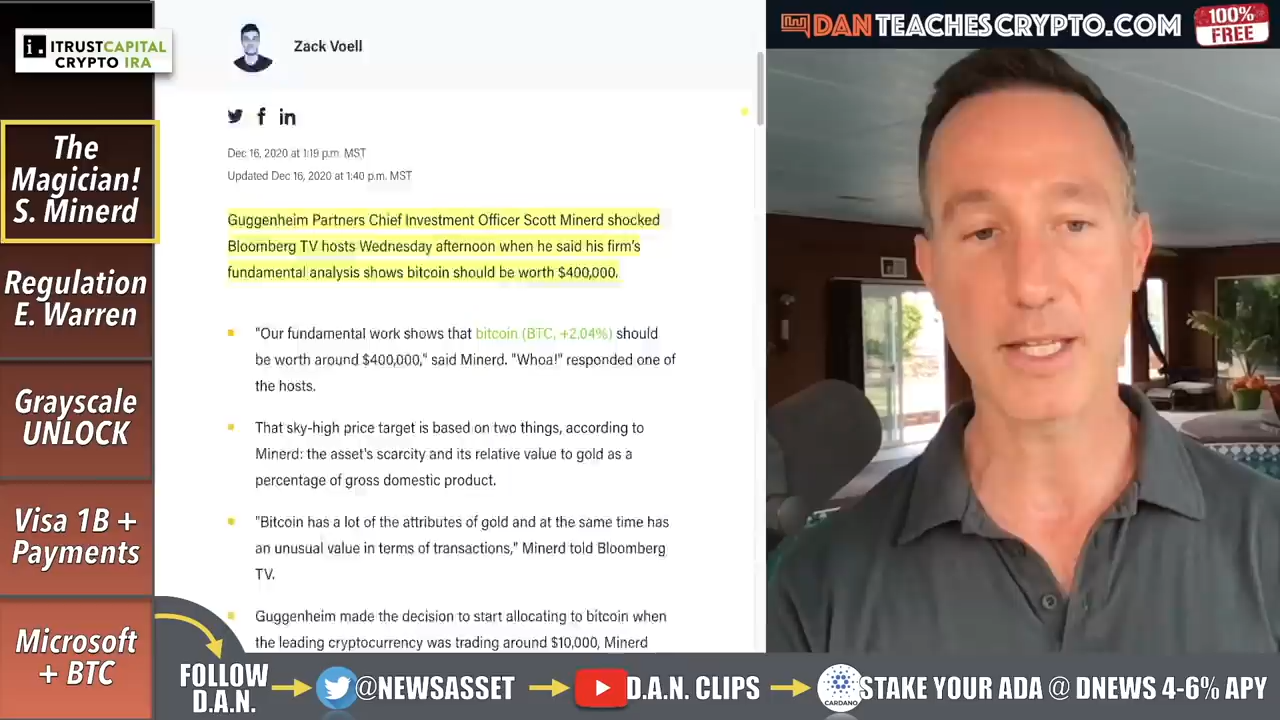 i.
ITRUSTCAPITAL
CRYPTO IRA
The
Magician!
S. Minerd
Regulation
E. Warren
Grayscale
UNLOCK
Visa 1B +
Payments
Microsoft
+ BTC
Zack Voell
Dec 16, 2020 at 1:19 p.m. MST
Updated Dec 16, 2020 at 1:40 p.m. MST
Guggenheim Partners Chief Investment Officer Scott Minerd shocked
Bloomberg TV hosts Wednesday afternoon when he said his firm's
fundamental analysis shows bitcoin should be worth $400,000.
"Our fundamental work shows that bitcoin (BTC, +2.04%) should
be worth around $400,000," said Minerd. "Whoa!" responded one of
the hosts.
That sky-high price target is based on two things, according to
Minerd: the asset's scarcity and its relative value to gold as a
percentage of gross domestic product.
"Bitcoin has a lot of the attributes of gold and at the same time has
an unusual value in terms of transactions," Minerd told Bloomberg
TV.
Guggenheim made the decision to start allocating to bitcoin when
the leading cryptocurrency was trading around $10,000, Minerd
DANTEACHESCRYPTO.COM
100%
FREE
FOLLOW
D.A.N.
@NEWSASSET
D.A.N. CLIPS
CARDANO
STAKE YOUR ADA @ DNEWS 4-6% APY